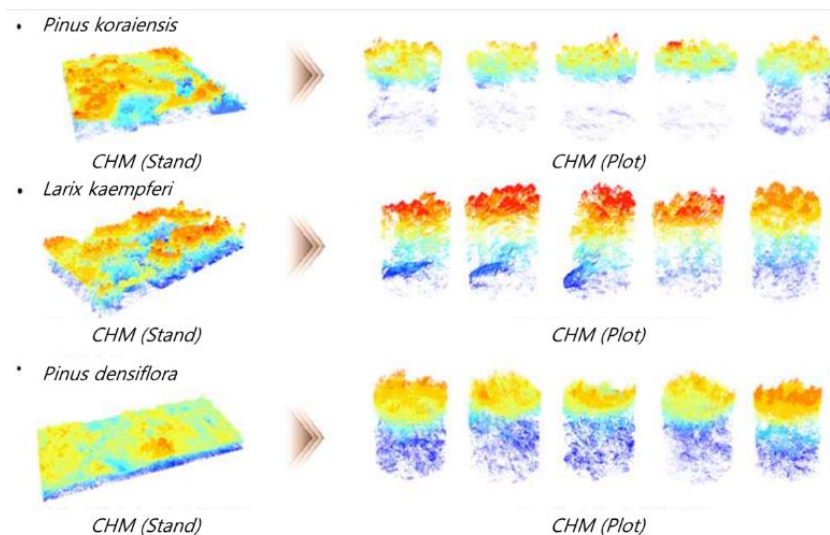 • Pinus koraiensis
CHM (Stand)
CHM (Plot)
• Larix kaempferi
CHM (Stand)
CHM (Plot)
• Pinus densiflora
CHM (Stand)
CHM (Plot)